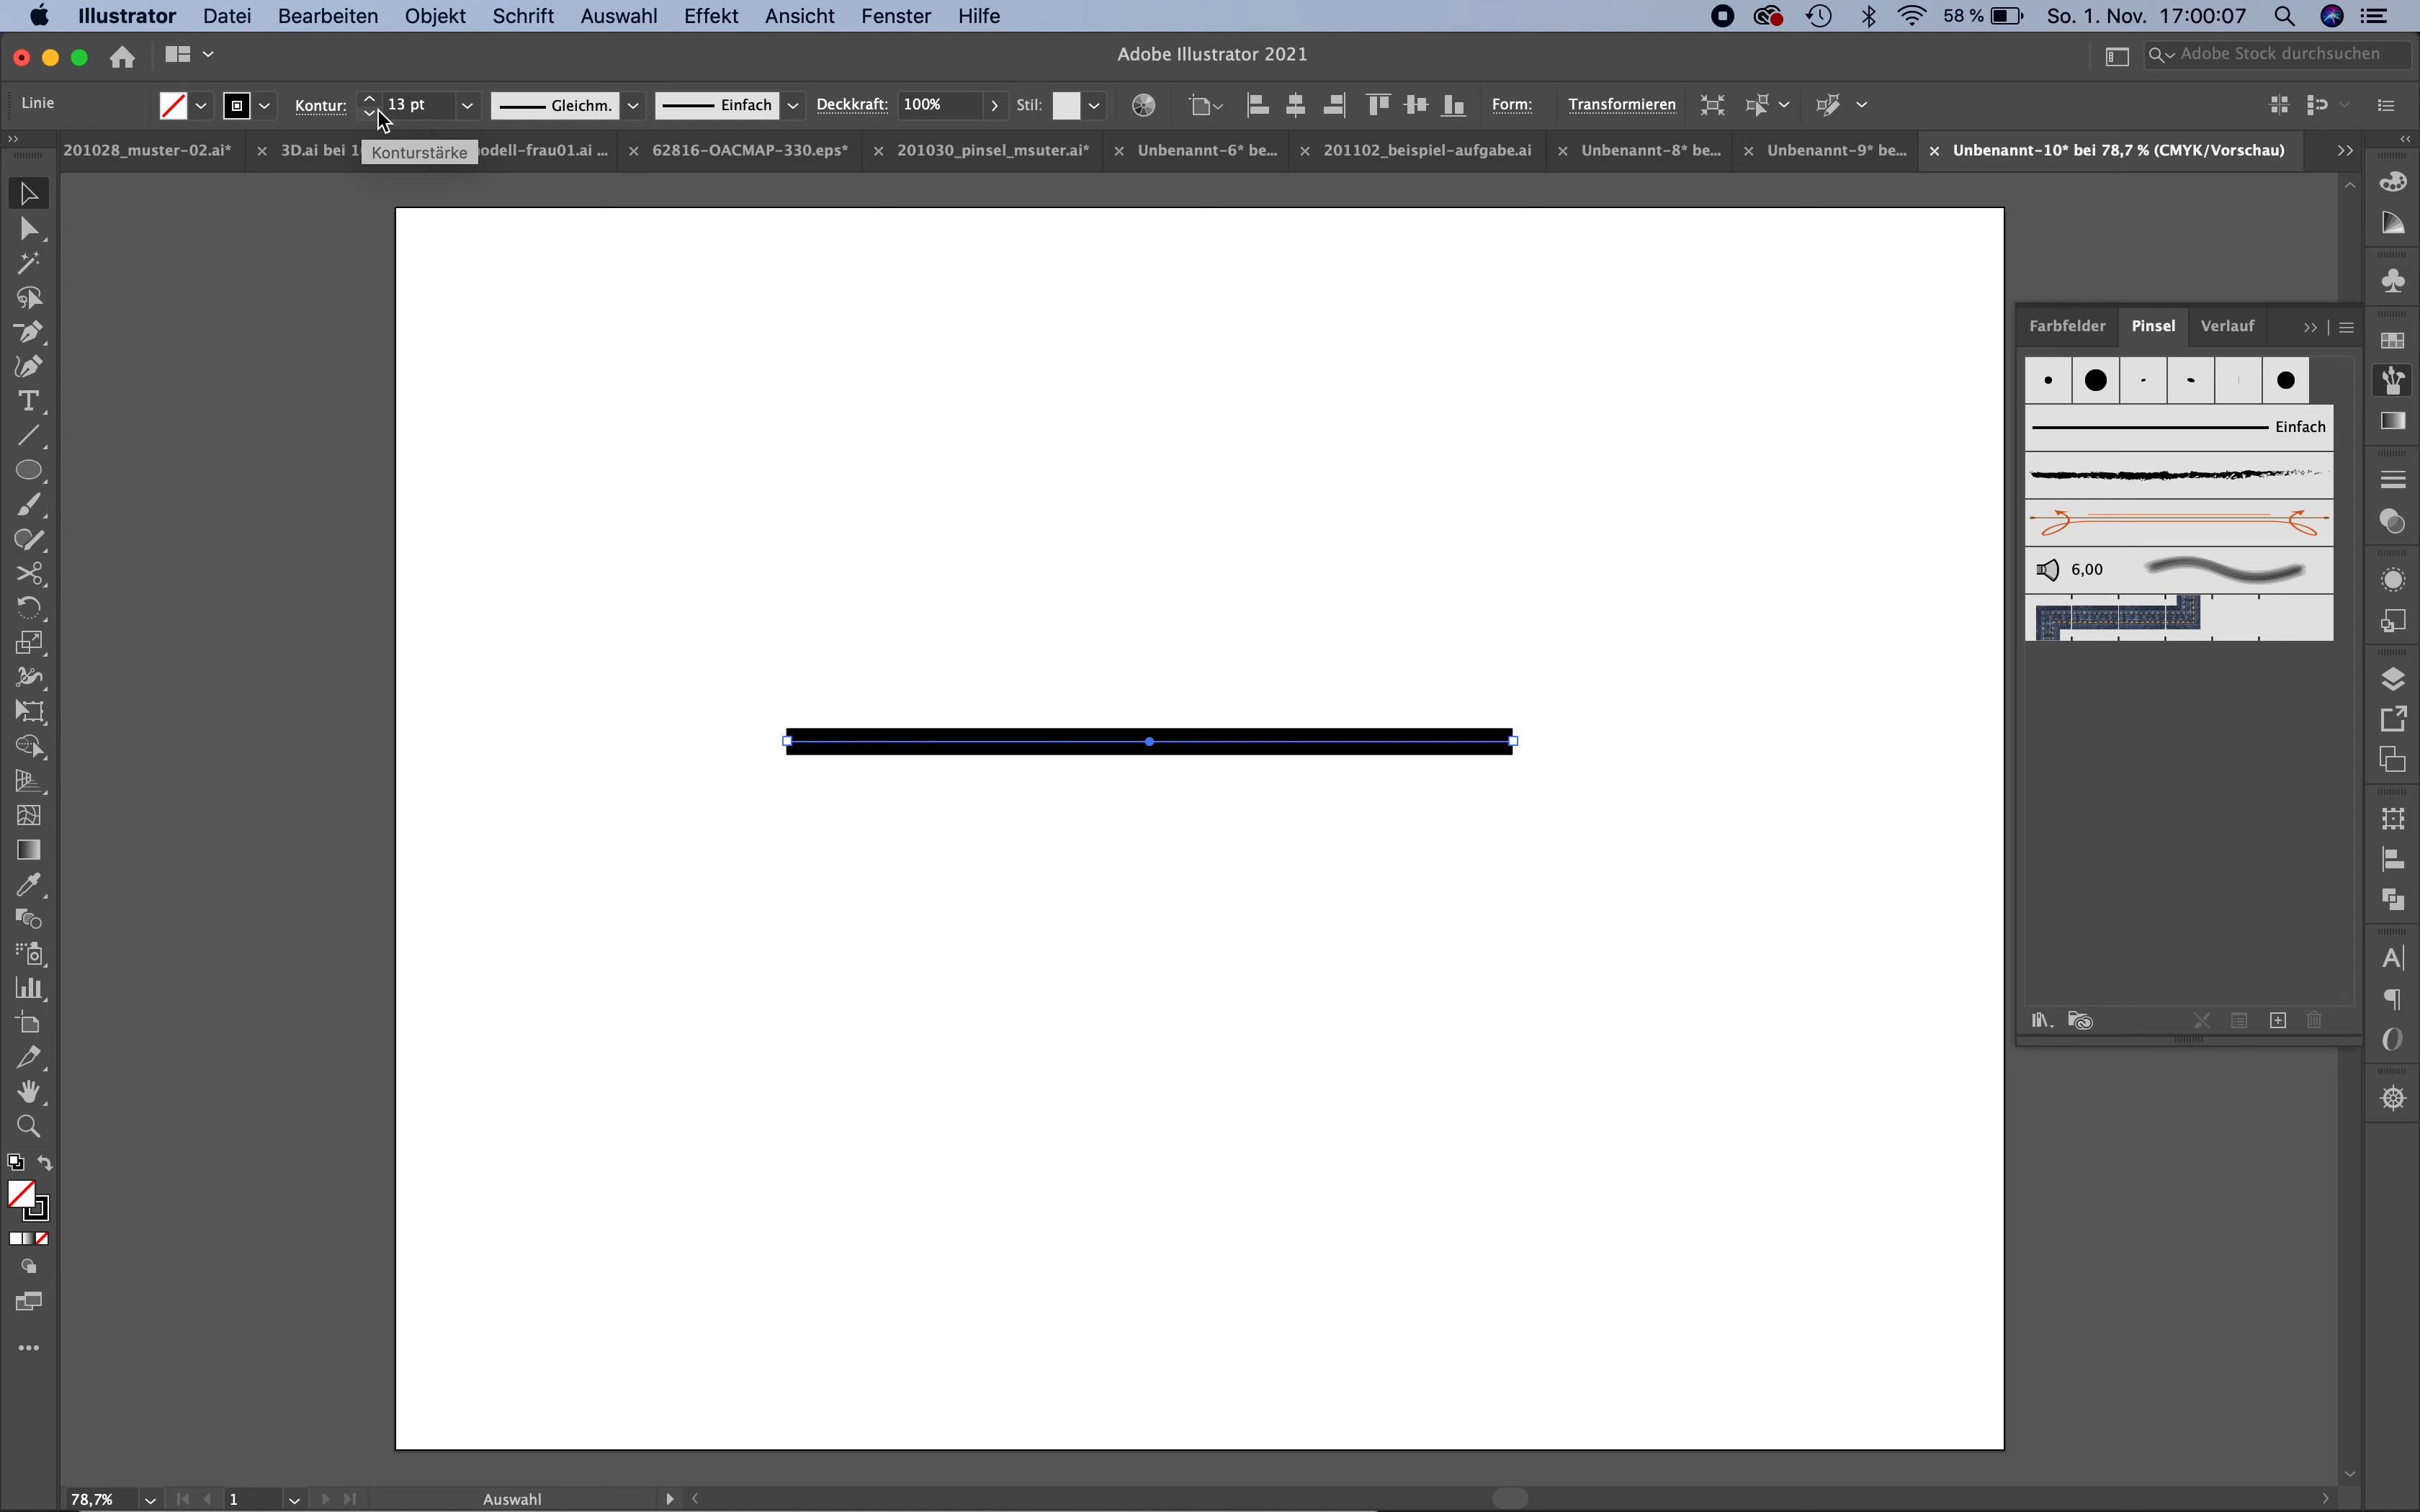 Illustrator Datei Bearbeiten Objekt Schrift Auswahl Effekt Ansicht Fenster Hilfe 58 % So. 1. Nov. 17:00:07
Adobe Illustrator 2021 Adobe Stock durchsuchen
Linie Kontur: 13 pt Gleichm. Einfach Deckkraft: 100% Stil: Form: Transformieren
201028_muster-02.ai* × 3D.ai bei 1 odell-frau01.ai ... × 62816-OACMAP-330.eps* × 201030_pinsel_msuter.ai* × Unbenannt-6* be... × 201102_beispiel-aufgabe.ai × Unbenannt-8* be... × Unbenannt-9* be... × Unbenannt-10* bei 78,7 % (CMYK/Vorschau)
Konturstärke
Farbfelder Pinsel Verlauf
Einfach
6,00
78,7% 1 Auswahl